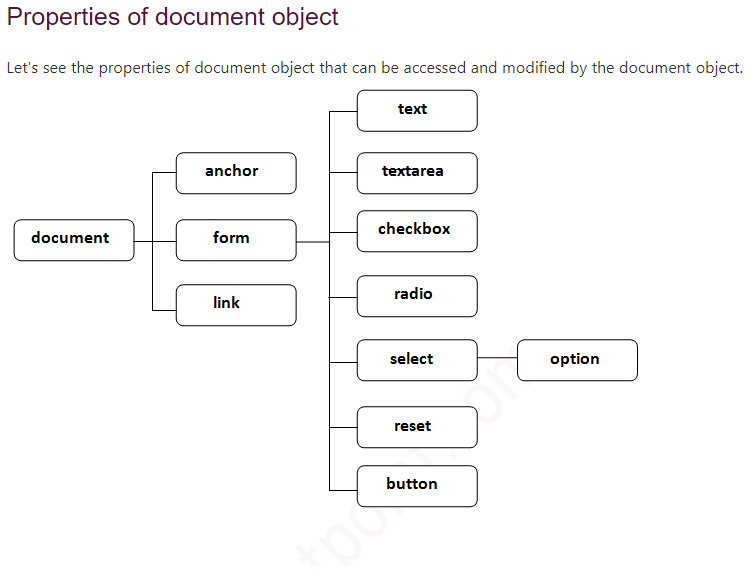 Properties of document object
Let's see the properties of document object that can be accessed and modified by the document object.
text
anchor
textarea
document
form
checkbox
link
radio
select
option
reset
button